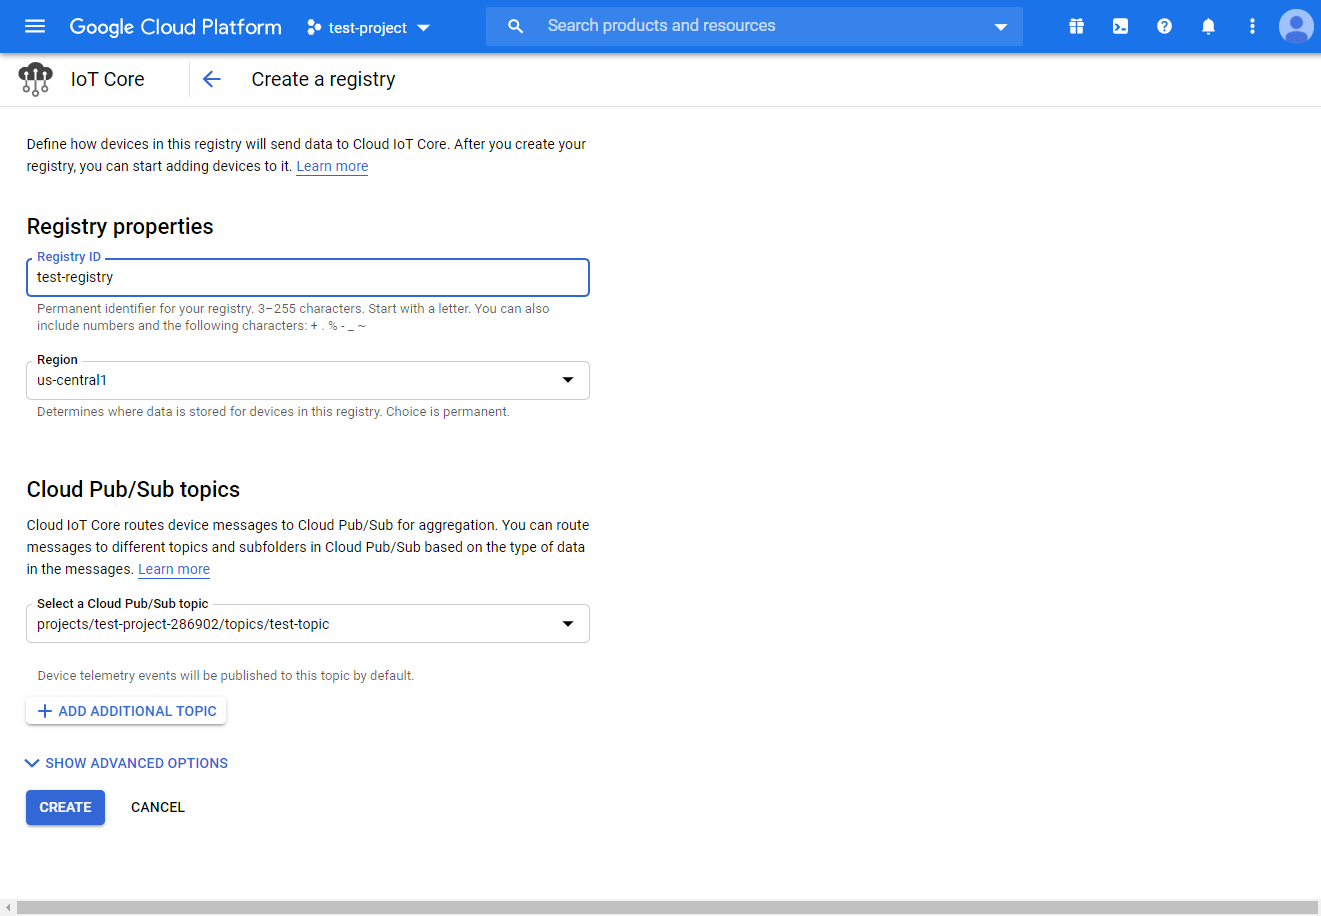 Google Cloud Platform
test-project
Search products and resources
IoT Core
Create a registry
Define how devices in this registry will send data to Cloud IoT Core. After you create your
registry, you can start adding devices to it. Learn more
Registry properties
Registry ID
test-registry
Permanent identifier for your registry. 3–255 characters. Start with a letter. You can also
include numbers and the following characters: + . % - _ ~
Region
us-central1
Determines where data is stored for devices in this registry. Choice is permanent.
Cloud Pub/Sub topics
Cloud IoT Core routes device messages to Cloud Pub/Sub for aggregation. You can route
messages to different topics and subfolders in Cloud Pub/Sub based on the type of data
in the messages. Learn more
Select a Cloud Pub/Sub topic
projects/test-project-286902/topics/test-topic
Device telemetry events will be published to this topic by default.
ADD ADDITIONAL TOPIC
SHOW ADVANCED OPTIONS
CREATE
CANCEL